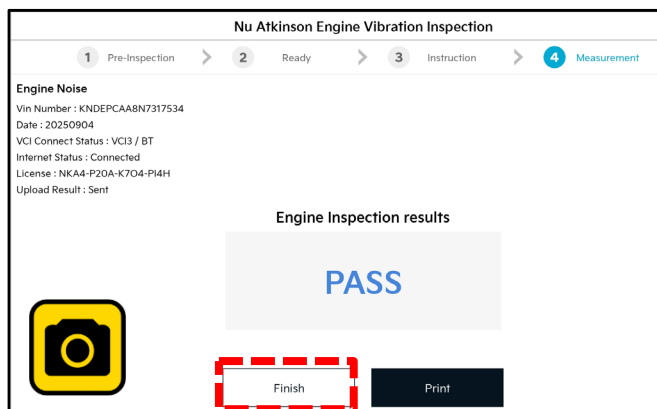 Nu Atkinson Engine Vibration Inspection
1 Pre-Inspection > 2 Ready > 3 Instruction > 4 Measurement
Engine Noise
Vin Number : KNDEPCAA8N7317534
Date : 20250904
VCI Connect Status : VCI3 / BT
Internet Status : Connected
License : NKA4-P20A-K7O4-PI4H
Upload Result : Sent
Engine Inspection results
PASS
Finish
Print